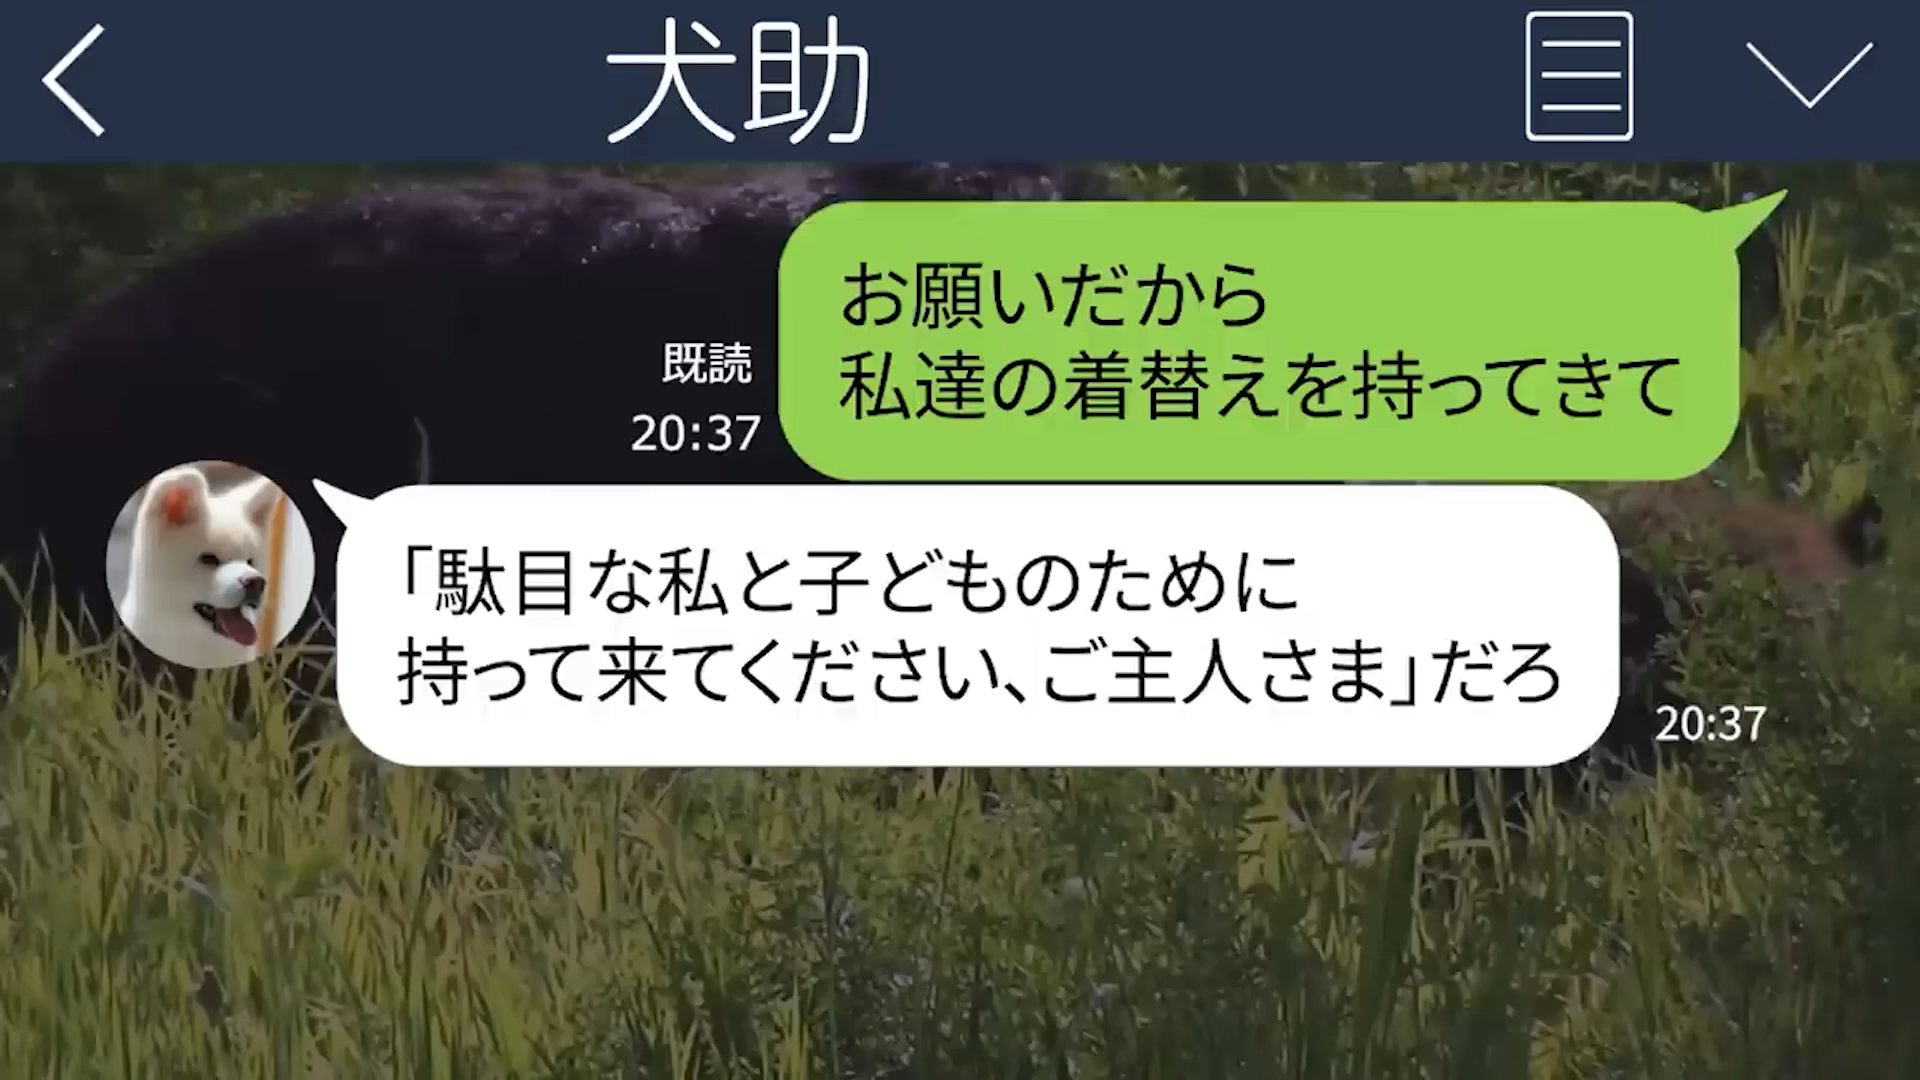 犬助
お願いだから
私達の着替えを持ってきて
既読
20:37
「駄目な私と子どものために
持って来てください、ご主人さま」だろ
20:37